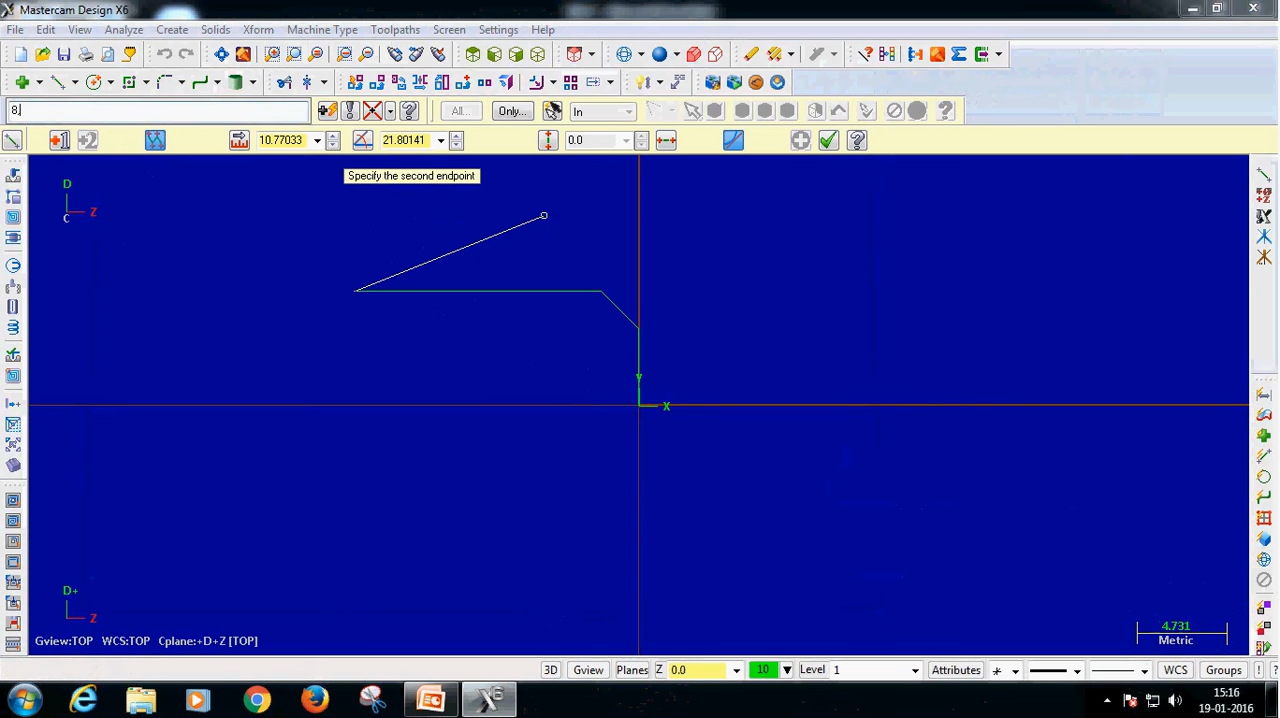 Mastercam Design X6
File Edit View Analyze Create Solids Xform Machine Type Toolpaths Screen Settings Help
8,
All... Only... In
+1 +2 10.77033 21.80141 0.0
Specify the second endpoint
D
Z
C
X
D+
Z
Gview:TOP WCS:TOP Cplane:+D+Z [TOP]
4.731
Metric
3D Gview Planes Z 0.0 10 Level 1 Attributes WCS Groups ?
15:16
19-01-2016